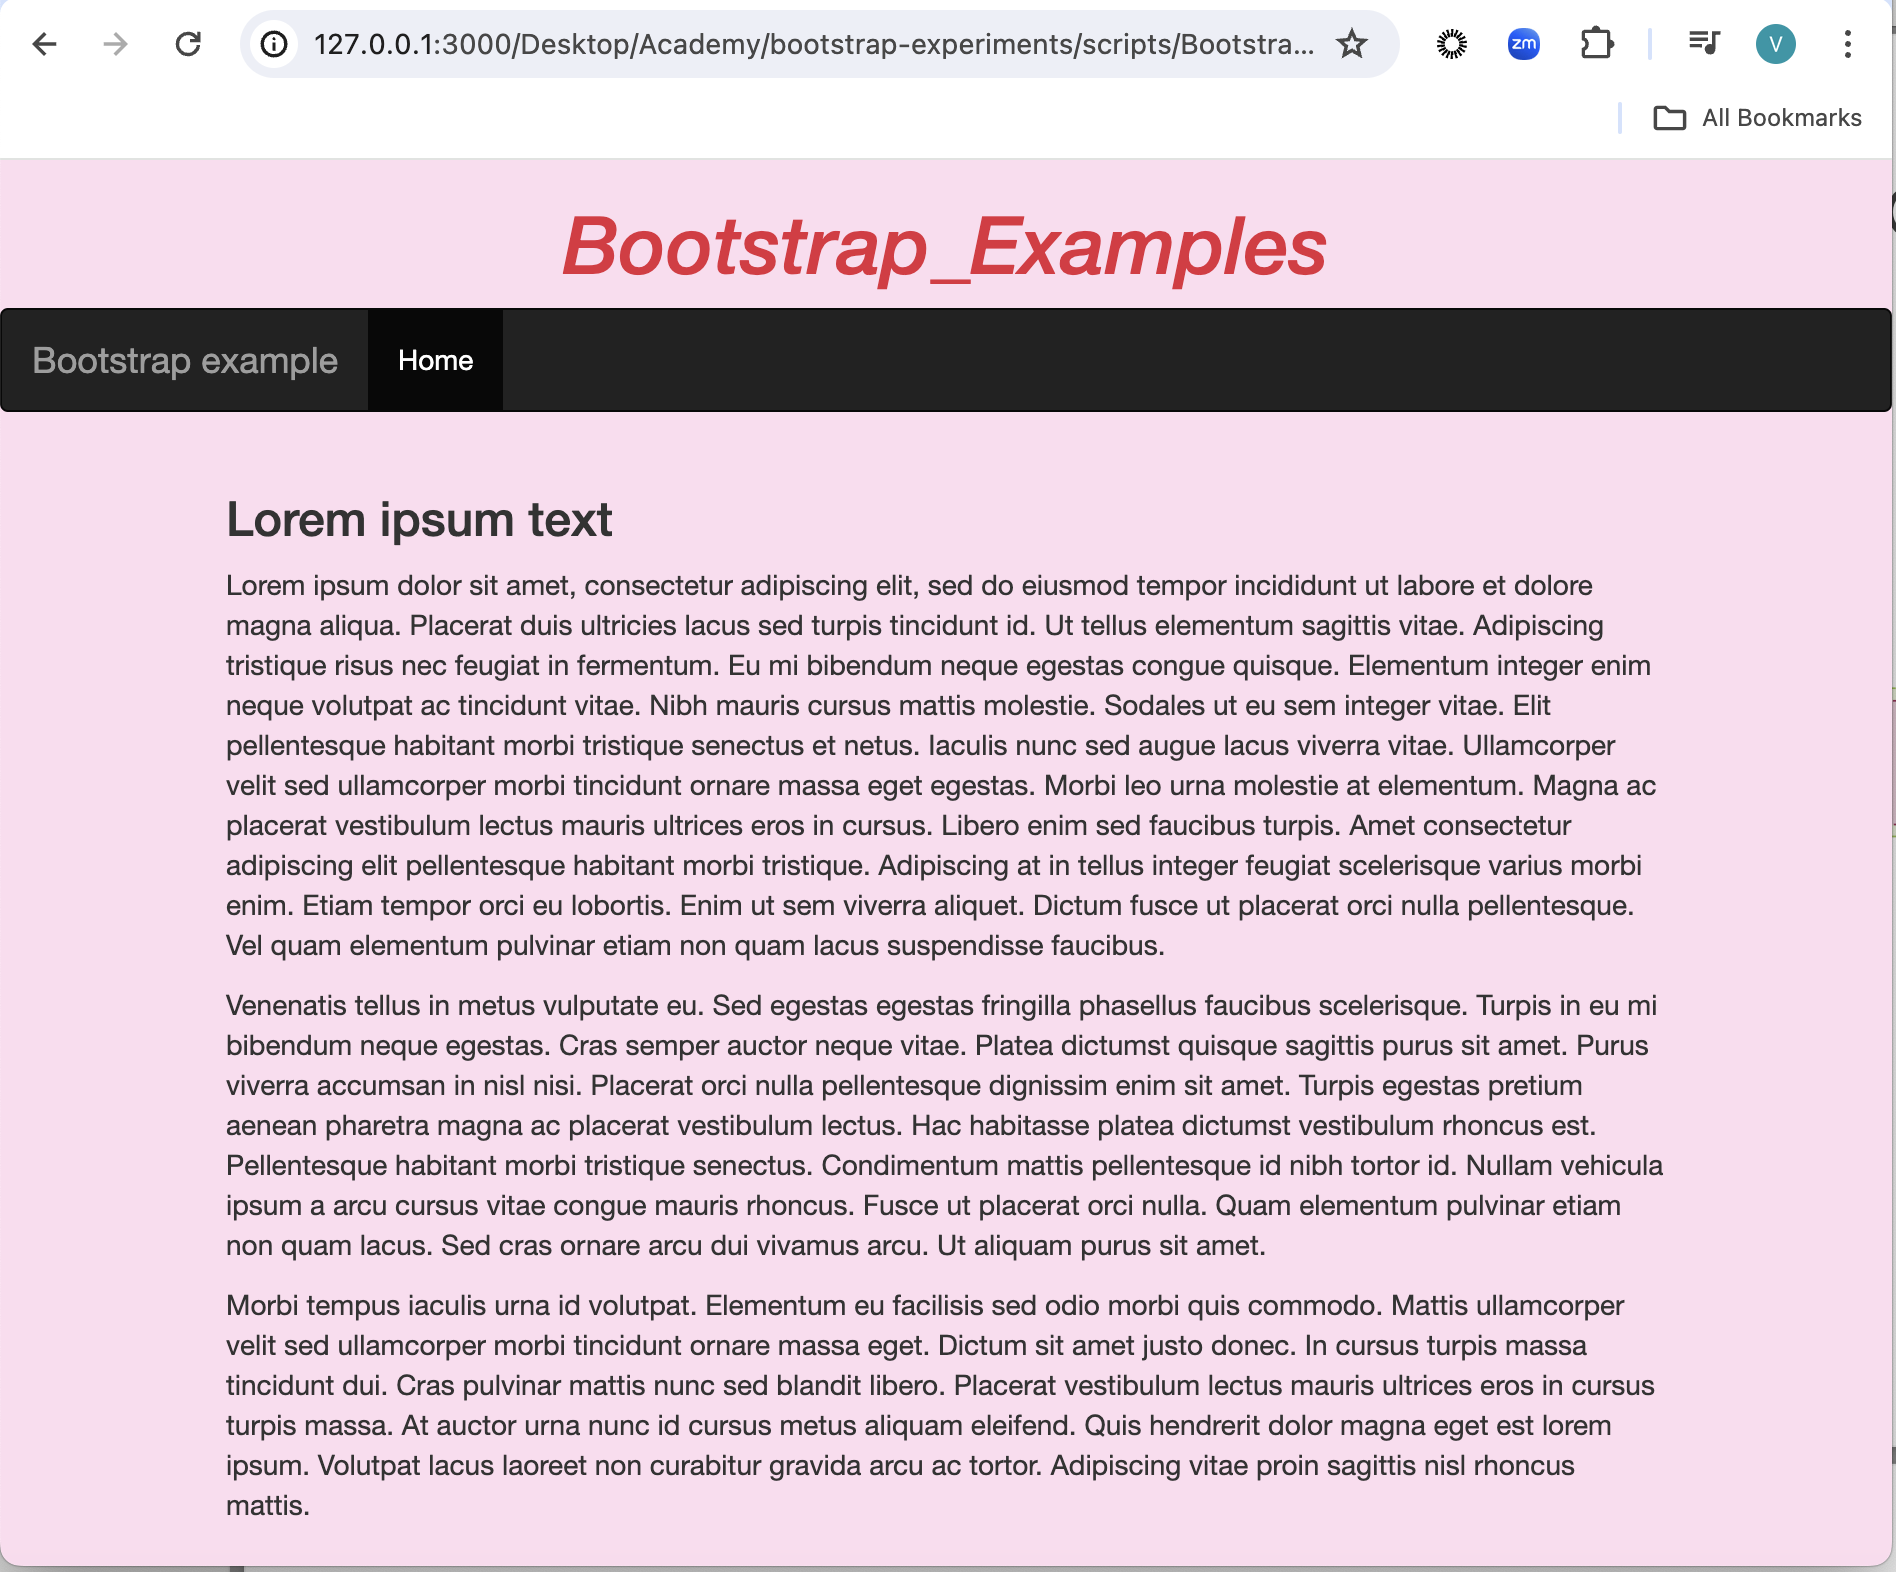 127.0.0.1:3000/Desktop/Academy/bootstrap-experiments/scripts/Bootstra...
zm
V
All Bookmarks
Bootstrap_Examples
Bootstrap example
Home
Lorem ipsum text
Lorem ipsum dolor sit amet, consectetur adipiscing elit, sed do eiusmod tempor incididunt ut labore et dolore
magna aliqua. Placerat duis ultricies lacus sed turpis tincidunt id. Ut tellus elementum sagittis vitae. Adipiscing
tristique risus nec feugiat in fermentum. Eu mi bibendum neque egestas congue quisque. Elementum integer enim
neque volutpat ac tincidunt vitae. Nibh mauris cursus mattis molestie. Sodales ut eu sem integer vitae. Elit
pellentesque habitant morbi tristique senectus et netus. Iaculis nunc sed augue lacus viverra vitae. Ullamcorper
velit sed ullamcorper morbi tincidunt ornare massa eget egestas. Morbi leo urna molestie at elementum. Magna ac
placerat vestibulum lectus mauris ultrices eros in cursus. Libero enim sed faucibus turpis. Amet consectetur
adipiscing elit pellentesque habitant morbi tristique. Adipiscing at in tellus integer feugiat scelerisque varius morbi
enim. Etiam tempor orci eu lobortis. Enim ut sem viverra aliquet. Dictum fusce ut placerat orci nulla pellentesque.
Vel quam elementum pulvinar etiam non quam lacus suspendisse faucibus.
Venenatis tellus in metus vulputate eu. Sed egestas egestas fringilla phasellus faucibus scelerisque. Turpis in eu mi
bibendum neque egestas. Cras semper auctor neque vitae. Platea dictumst quisque sagittis purus sit amet. Purus
viverra accumsan in nisl nisi. Placerat orci nulla pellentesque dignissim enim sit amet. Turpis egestas pretium
aenean pharetra magna ac placerat vestibulum lectus. Hac habitasse platea dictumst vestibulum rhoncus est.
Pellentesque habitant morbi tristique senectus. Condimentum mattis pellentesque id nibh tortor id. Nullam vehicula
ipsum a arcu cursus vitae congue mauris rhoncus. Fusce ut placerat orci nulla. Quam elementum pulvinar etiam
non quam lacus. Sed cras ornare arcu dui vivamus arcu. Ut aliquam purus sit amet.
Morbi tempus iaculis urna id volutpat. Elementum eu facilisis sed odio morbi quis commodo. Mattis ullamcorper
velit sed ullamcorper morbi tincidunt ornare massa eget. Dictum sit amet justo donec. In cursus turpis massa
tincidunt dui. Cras pulvinar mattis nunc sed blandit libero. Placerat vestibulum lectus mauris ultrices eros in cursus
turpis massa. At auctor urna nunc id cursus metus aliquam eleifend. Quis hendrerit dolor magna eget est lorem
ipsum. Volutpat lacus laoreet non curabitur gravida arcu ac tortor. Adipiscing vitae proin sagittis nisl rhoncus
mattis.